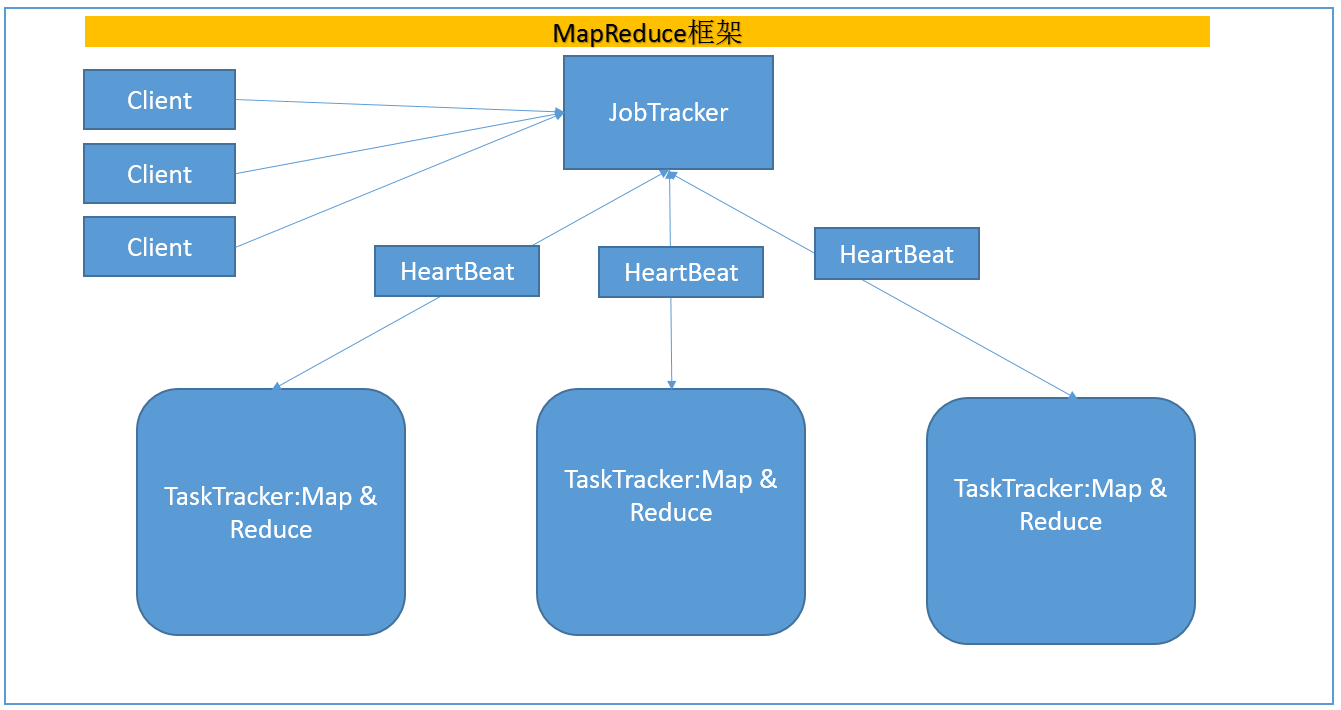 MapReduce框架
Client
JobTracker
Client
Client
HeartBeat
HeartBeat
HeartBeat
TaskTracker:Map &
Reduce
TaskTracker:Map &
Reduce
TaskTracker:Map &
Reduce